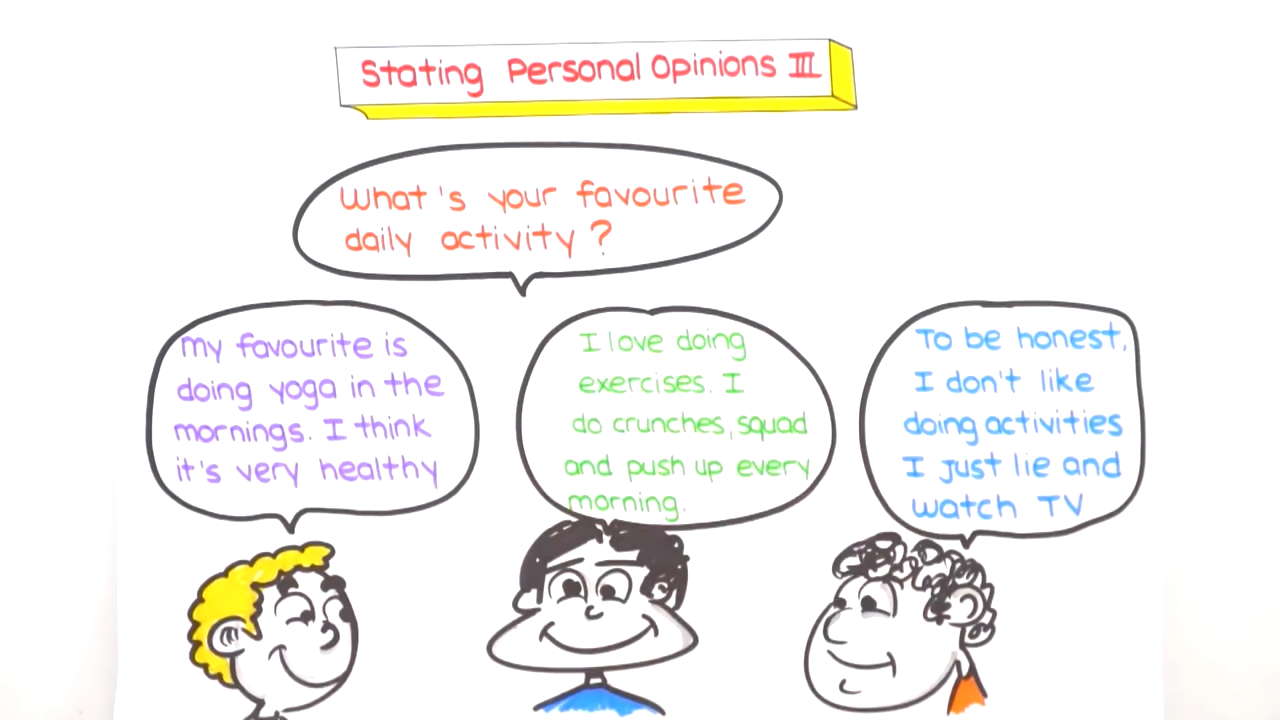 Stating Personal Opinions III
What's your favourite
daily activity?
My favourite is
doing yoga in the
mornings. I think
it's very healthy
I love doing
exercises. I
do crunches, squad
and push up every
morning.
To be honest,
I don't like
doing activities
I just lie and
watch TV